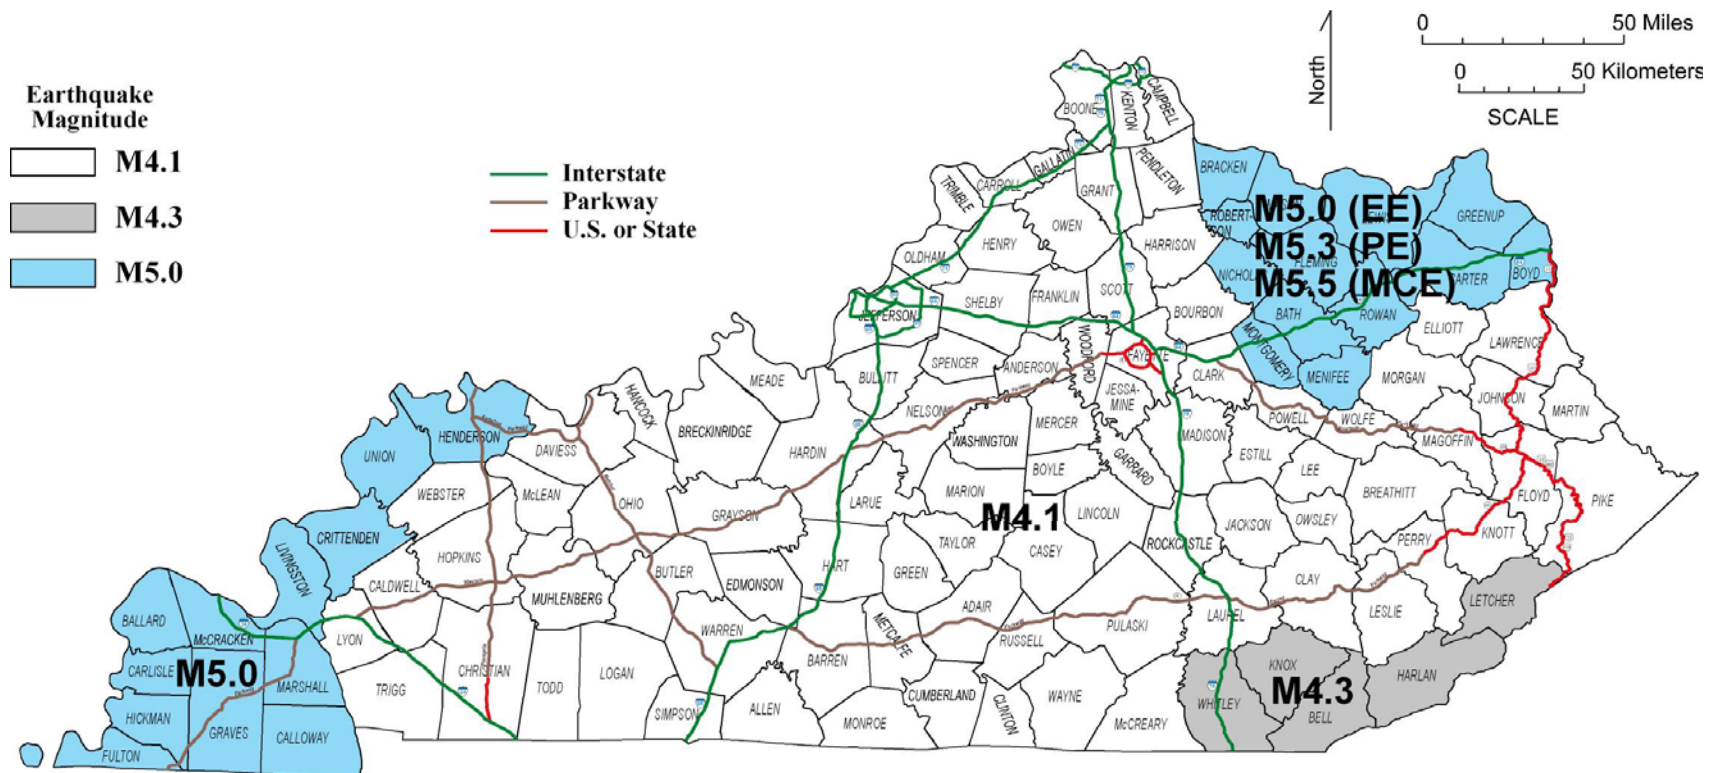 Earthquake
Magnitude
M4.1
M4.3
M5.0
Interstate
Parkway
U.S. or State
North
0 50 Miles
0 50 Kilometers
SCALE
BOONE
KENTON
CAMPBELL
GALLATIN
CARROLL
TRIMBLE
GRANT
PENDLETON
BRACKEN
OWEN
HENRY
OLDHAM
HARRISON
ROBERT-
SON
M5.0 (EE)
M5.3 (PE)
M5.5 (MCE)
GREENUP
FLEMING
CARTER
BOYD
SHELBY
FRANKLIN
SCOTT
BOURBON
JEFFERSON
BATH
ROWAN
ELLIOTT
LAWRENCE
MONTGOMERY
MENIFEE
MORGAN
WOODFORD
FAYETTE
CLARK
SPENCER
ANDERSON
BULLITT
MEADE
HANCOCK
BRECKINRIDGE
NELSON
JESSA-
MINE
MERCER
MADISON
POWELL
WOLFE
JOHNSON
MARTIN
MAGOFFIN
WASHINGTON
BOYLE
GARRARD
ESTILL
LEE
BREATHITT
FLOYD
PIKE
HENDERSON
UNION
DAVIESS
WEBSTER
McLEAN
OHIO
HARDIN
GRAYSON
LARUE
MARION
M4.1
LINCOLN
ROCKCASTLE
JACKSON
OWSLEY
PERRY
KNOTT
CRITTENDEN
LIVINGSTON
HOPKINS
CALDWELL
MUHLENBERG
BUTLER
EDMONSON
HART
GREEN
TAYLOR
CASEY
CLAY
LESLIE
LETCHER
BALLARD
McCRACKEN
LYON
WARREN
BARREN
METCALFE
ADAIR
RUSSELL
PULASKI
LAUREL
CARLISLE
M5.0
MARSHALL
TRIGG
CHRISTIAN
TODD
LOGAN
SIMPSON
ALLEN
MONROE
CUMBERLAND
CLINTON
WAYNE
McCREARY
WHITLEY
KNOX
M4.3
BELL
HARLAN
HICKMAN
FULTON
GRAVES
CALLOWAY